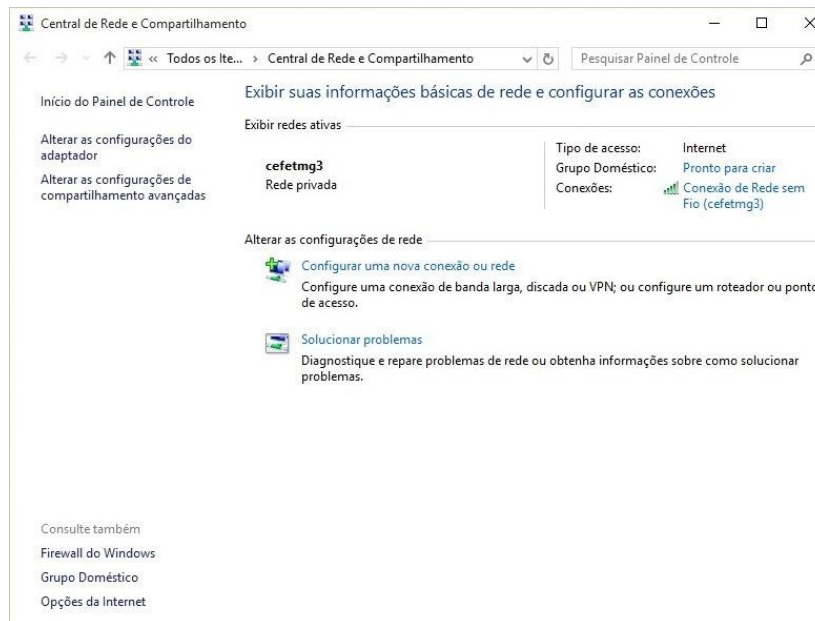 Central de Rede e Compartilhamento
« Todos os Ite... > Central de Rede e Compartilhamento
Pesquisar Painel de Controle
Início do Painel de Controle
Alterar as configurações do
adaptador
Alterar as configurações de
compartilhamento avançadas
Exibir suas informações básicas de rede e configurar as conexões
Exibir redes ativas
cefetmg3
Rede privada
Tipo de acesso: Internet
Grupo Doméstico: Pronto para criar
Conexões: Conexão de Rede sem
Fio (cefetmg3)
Alterar as configurações de rede
Configurar uma nova conexão ou rede
Configure uma conexão de banda larga, discada ou VPN; ou configure um roteador ou ponto
de acesso.
Solucionar problemas
Diagnostique e repare problemas de rede ou obtenha informações sobre como solucionar
problemas.
Consulte também
Firewall do Windows
Grupo Doméstico
Opções da Internet